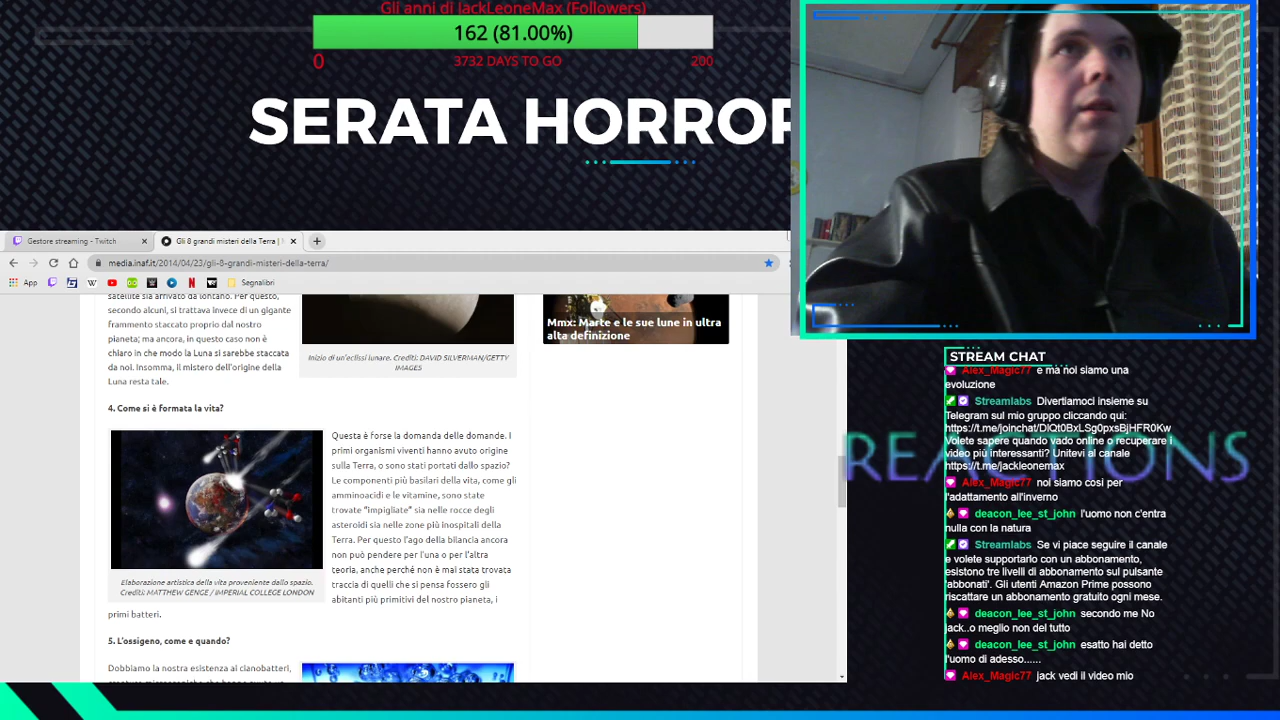 Gli anni di JackLeoneMax (Followers)
162 (81.00%)
0
3732 DAYS TO GO
200
SERATA HORROR
Gestore streaming - Twitch
Gli 8 grandi misteri della Terra |
media.inaf.it/2014/04/23/gli-8-grandi-misteri-della-terra/
App
Segnalibri
satellite sia arrivato da lontano. Per questo,
secondo alcuni, si trattava invece di un gigante
frammento staccato proprio dal nostro
pianeta; ma ancora, in questo caso non è
chiaro in che modo la Luna si sarebbe staccata
da noi. Insomma, il mistero dell'origine della
Luna resta tale.
Inizio di un'eclissi lunare. Crediti: DAVID SILVERMAN/GETTY
IMAGES
Mmx: Marte e le sue lune in ultra
alta definizione
4. Come si è formata la vita?
Questa è forse la domanda delle domande. I
primi organismi viventi hanno avuto origine
sulla Terra, o sono stati portati dallo spazio?
Le componenti più basilari della vita, come gli
amminoacidi e le vitamine, sono state
trovate "impigliate" sia nelle rocce degli
asteroidi sia nelle zone più inospitali della
Terra. Per questo l'ago della bilancia ancora
non può pendere per l'una o per l'altra
teoria, anche perché non è mai stata trovata
traccia di quelli che si pensa fossero gli
abitanti più primitivi del nostro pianeta, i
primi batteri.
Elaborazione artistica della vita proveniente dallo spazio.
Crediti: MATTHEW GENGE / IMPERIAL COLLEGE LONDON
5. L'ossigeno, come e quando?
Dobbiamo la nostra esistenza ai cianobatteri,
STREAM CHAT
Alex_Magic77 e ma noi siamo una
evoluzione
Streamlabs Divertiamoci insieme su
Telegram sul mio gruppo cliccando qui:
https://t.me/joinchat/DlQt0BxLSg0pxsBjHFR0Kw
Volete sapere quando vado online o recuperare i
video più interessanti? Unitevi al canale
https://t.me/jackleonemax
Alex_Magic77 noi siamo cosi per
l'adattamento all'inverno
deacon_lee_st_john l'uomo non c'entra
nulla con la natura
Streamlabs Se vi piace seguire il canale
e volete supportarlo con un abbonamento,
esistono tre livelli di abbonamento sul pulsante
'abbonati'. Gli utenti Amazon Prime possono
riscattare un abbonamento gratuito ogni mese.
deacon_lee_st_john secondo me No
jack..o meglio non del tutto
deacon_lee_st_john esatto hai detto
l'uomo di adesso......
Alex_Magic77 jack vedi il video mio
REACTIONS